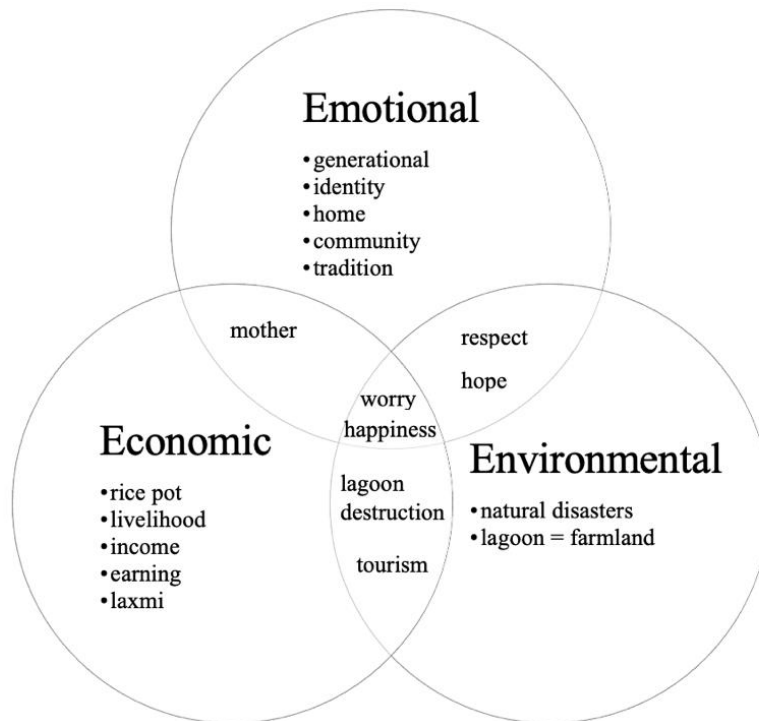 Emotional
•generational
•identity
•home
•community
•tradition
mother
respect
hope
worry
happiness
Economic
•rice pot
•livelihood
•income
•earning
•laxmi
lagoon
destruction
tourism
Environmental
•natural disasters
•lagoon = farmland